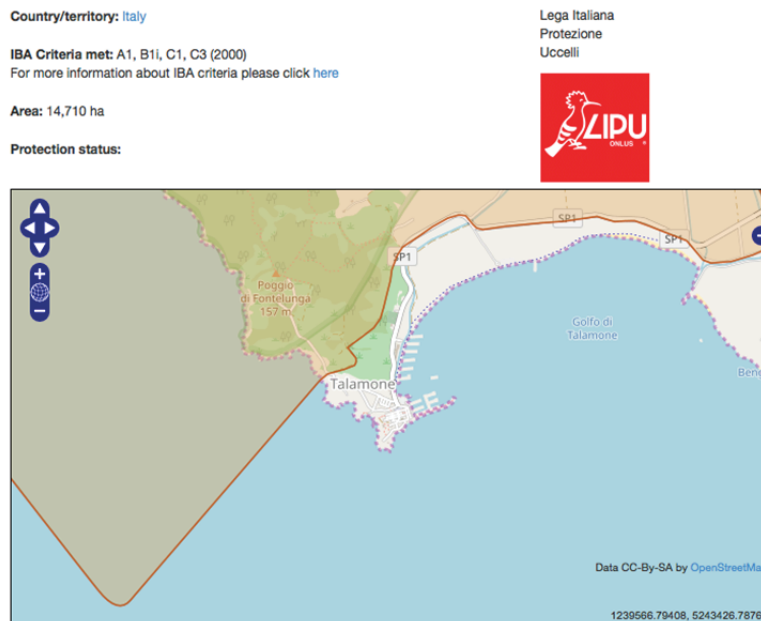 Country/territory: Italy
IBA Criteria met: A1, B1i, C1, C3 (2000)
For more information about IBA criteria please click here
Area: 14,710 ha
Protection status:
Lega Italiana
Protezione
Uccelli
LIPU
ONLUS
SP1
SP1
SP1
Poggio
di Fontelunga
157 m
Golfo di
Talamone
Talamone
Bene
Data CC-By-SA by OpenStreetMa
1239566.79408, 5243426.7876